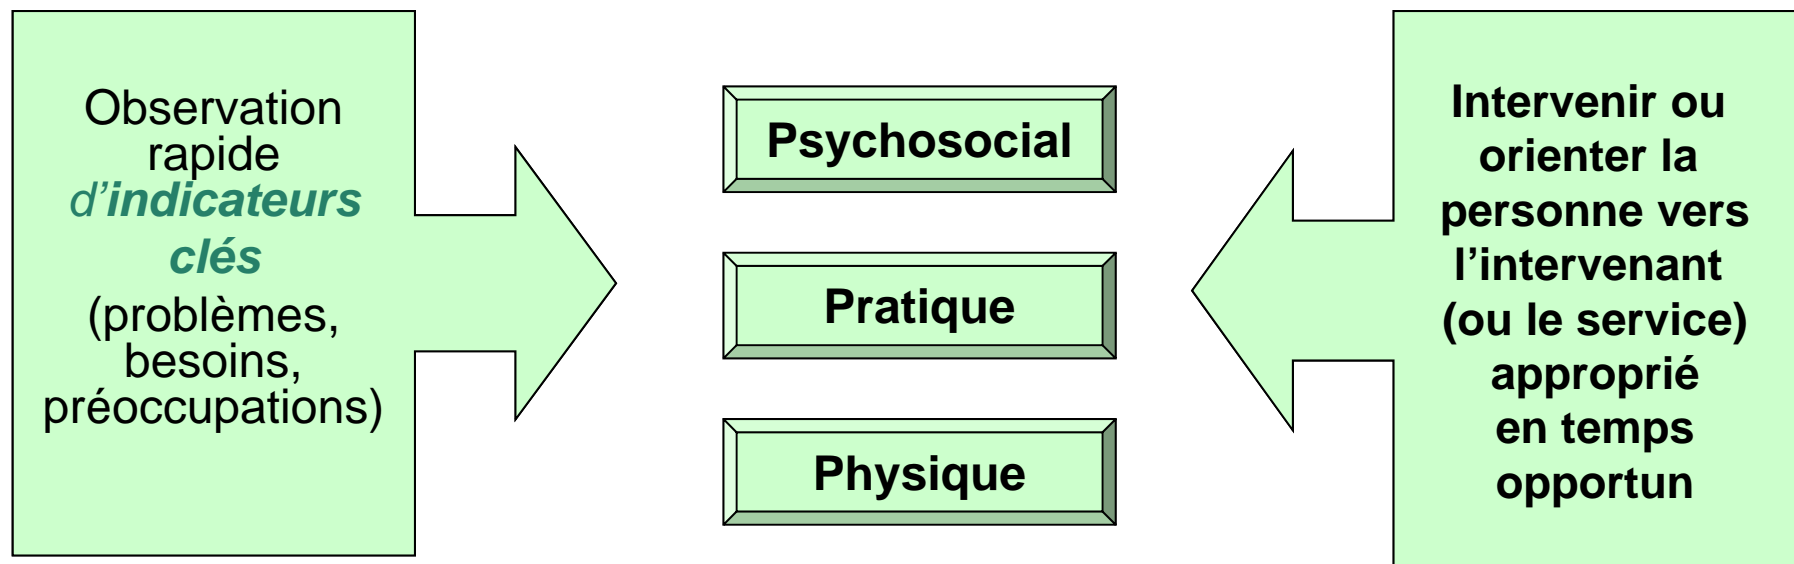 Observation
rapide
d’indicateurs
clés
(problèmes,
besoins,
préoccupations)
Psychosocial
Pratique
Physique
Intervenir ou
orienter la
personne vers
l’intervenant
(ou le service)
approprié
en temps
opportun